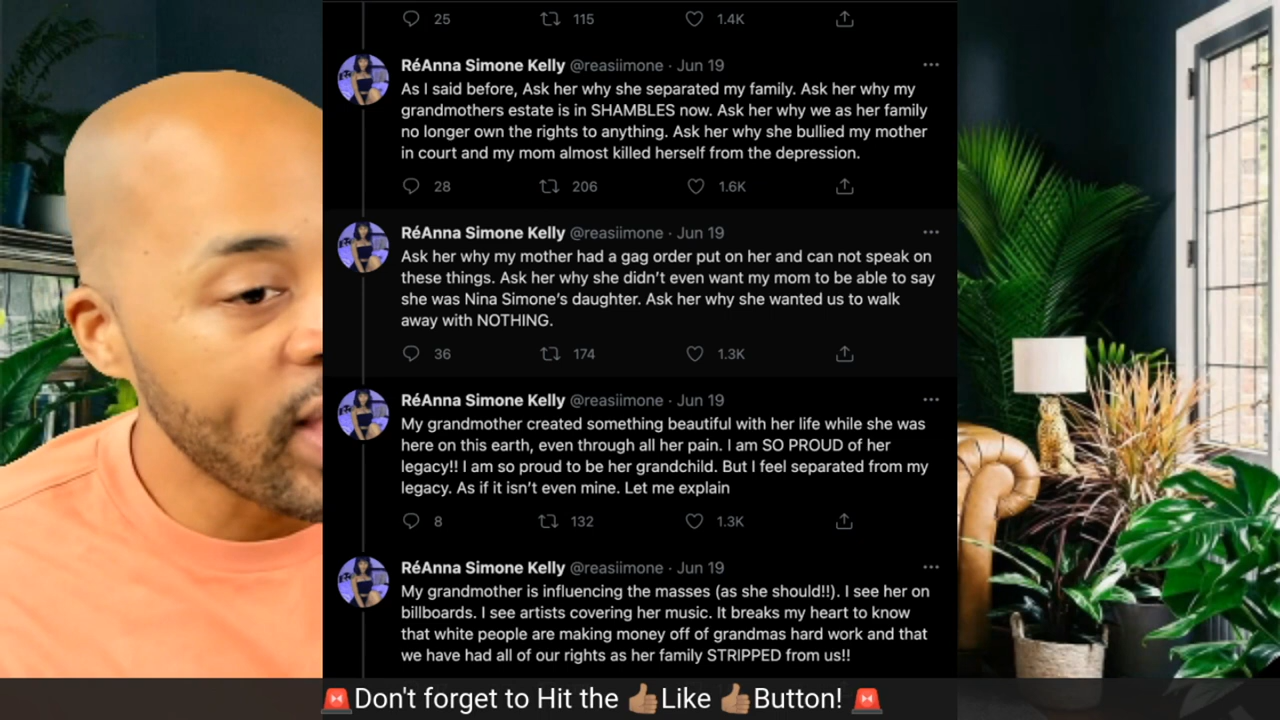 25 115 1.4K
RéAnna Simone Kelly @reasiimone · Jun 19
As I said before, Ask her why she separated my family. Ask her why my
grandmothers estate is in SHAMBLES now. Ask her why we as her family
no longer own the rights to anything. Ask her why she bullied my mother
in court and my mom almost killed herself from the depression.
28 206 1.6K
RéAnna Simone Kelly @reasiimone · Jun 19
Ask her why my mother had a gag order put on her and can not speak on
these things. Ask her why she didn’t even want my mom to be able to say
she was Nina Simone’s daughter. Ask her why she wanted us to walk
away with NOTHING.
36 174 1.3K
RéAnna Simone Kelly @reasiimone · Jun 19
My grandmother created something beautiful with her life while she was
here on this earth, even through all her pain. I am SO PROUD of her
legacy!! I am so proud to be her grandchild. But I feel separated from my
legacy. As if it isn’t even mine. Let me explain
8 132 1.3K
RéAnna Simone Kelly @reasiimone · Jun 19
My grandmother is influencing the masses (as she should!!). I see her on
billboards. I see artists covering her music. It breaks my heart to know
that white people are making money off of grandmas hard work and that
we have had all of our rights as her family STRIPPED from us!!
🚨Don't forget to Hit the 👍🏽Like 👍🏽Button! 🚨